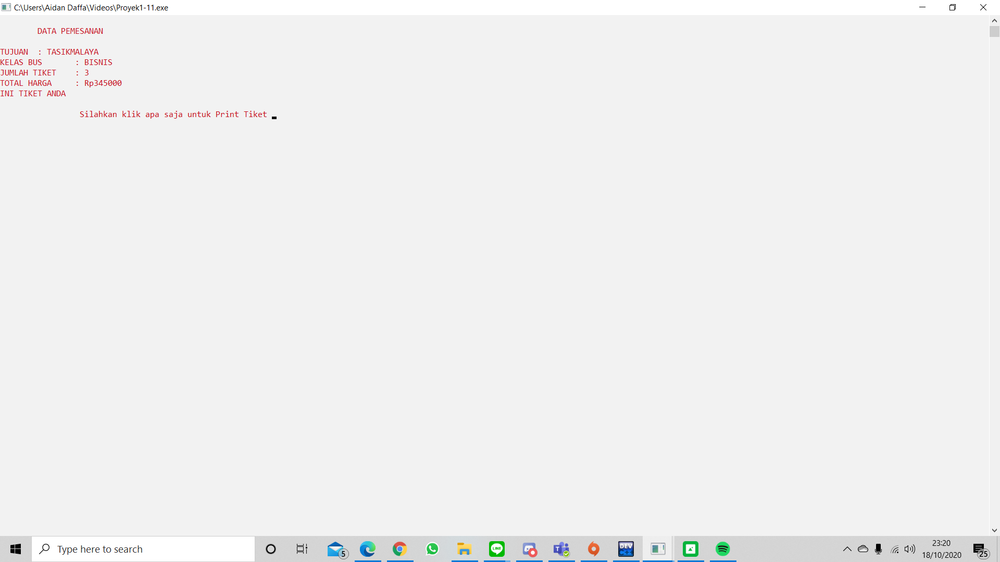 C:\Users\Aidan Daffa\Videos\Proyek1-11.exe
DATA PEMESANAN
TUJUAN : TASIKMALAYA
KELAS BUS : BISNIS
JUMLAH TIKET : 3
TOTAL HARGA : Rp345000
INI TIKET ANDA
Silahkan klik apa saja untuk Print Tiket
Type here to search
5
LINE
T
DEV
C++
23:20
18/10/2020
25